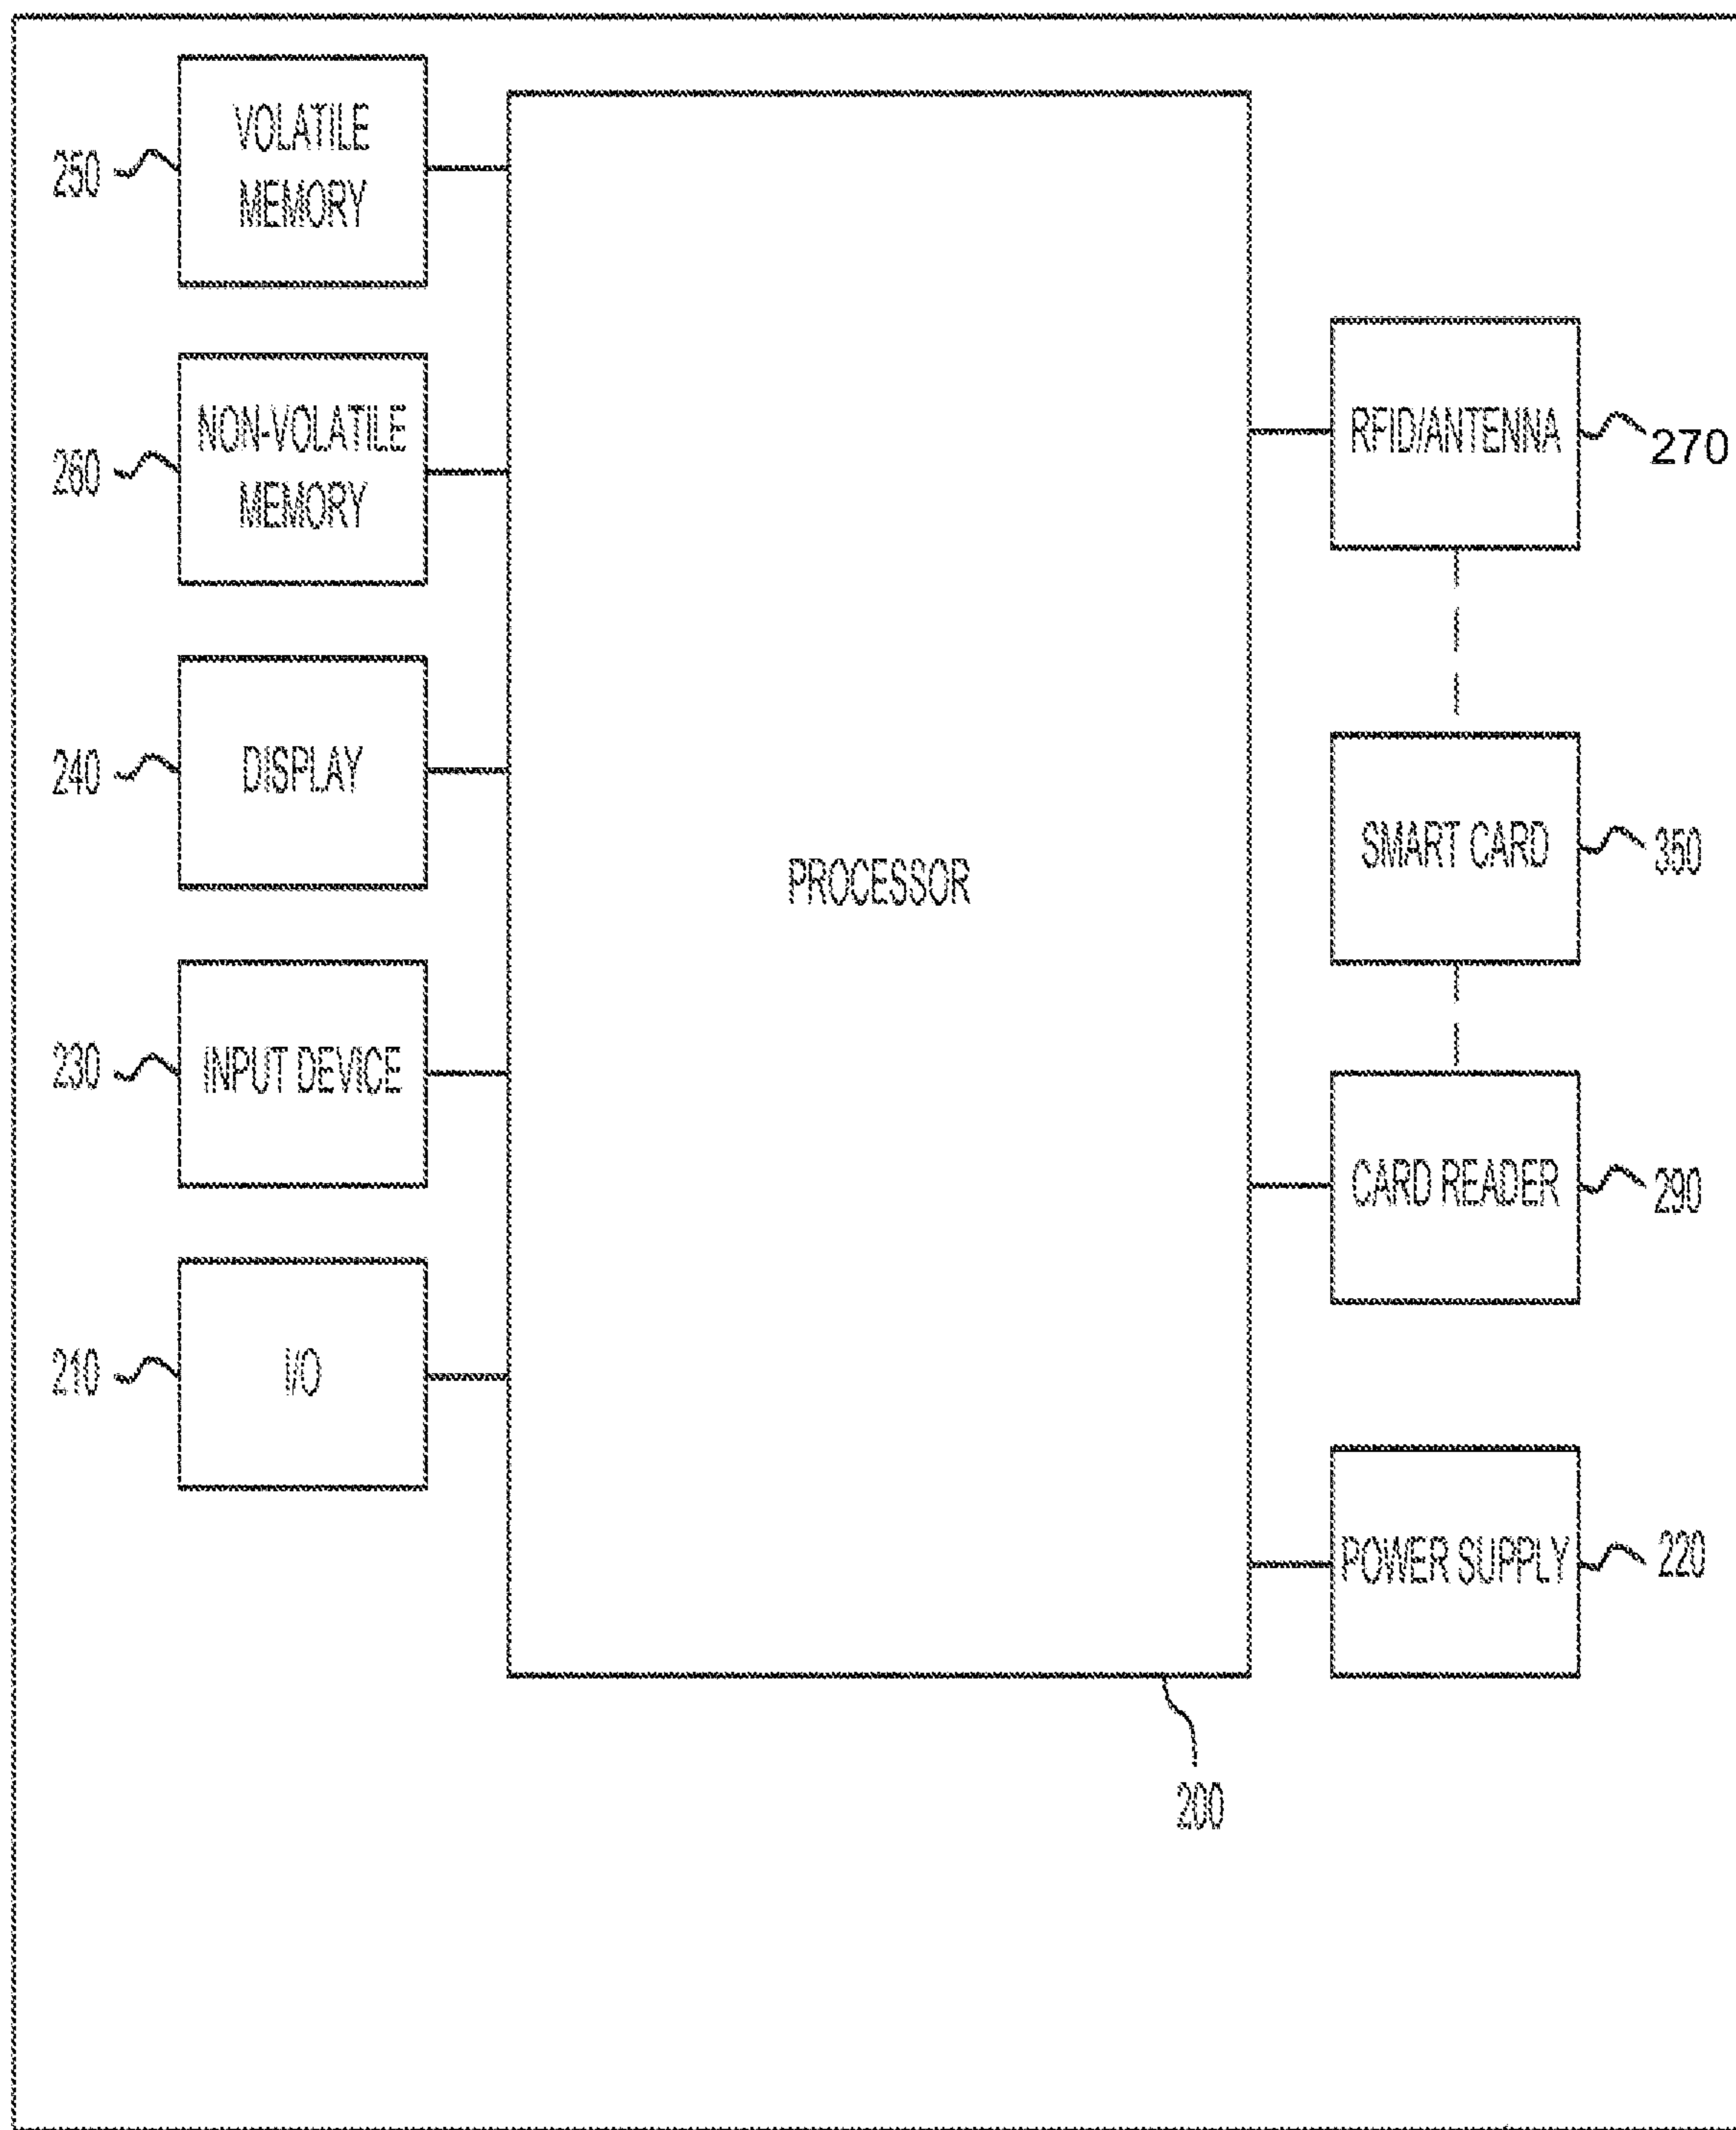 250
VOLATILE
MEMORY
260
NON-VOLATILE
MEMORY
240
DISPLAY
230
INPUT DEVICE
210
I/O
PROCESSOR
200
RFID/ANTENNA
270
SMART CARD
350
CARD READER
290
POWER SUPPLY
220